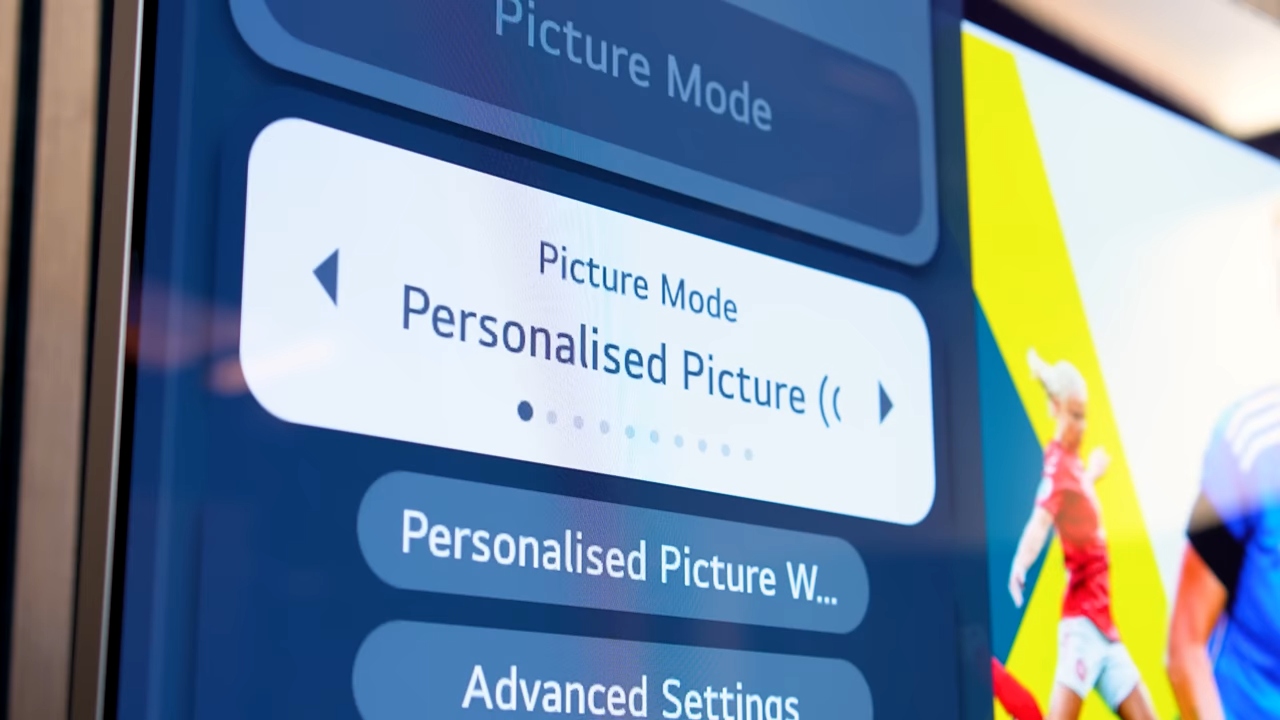 Picture Mode
Picture Mode
Personalised Picture ((
Personalised Picture W...
Advanced Settings